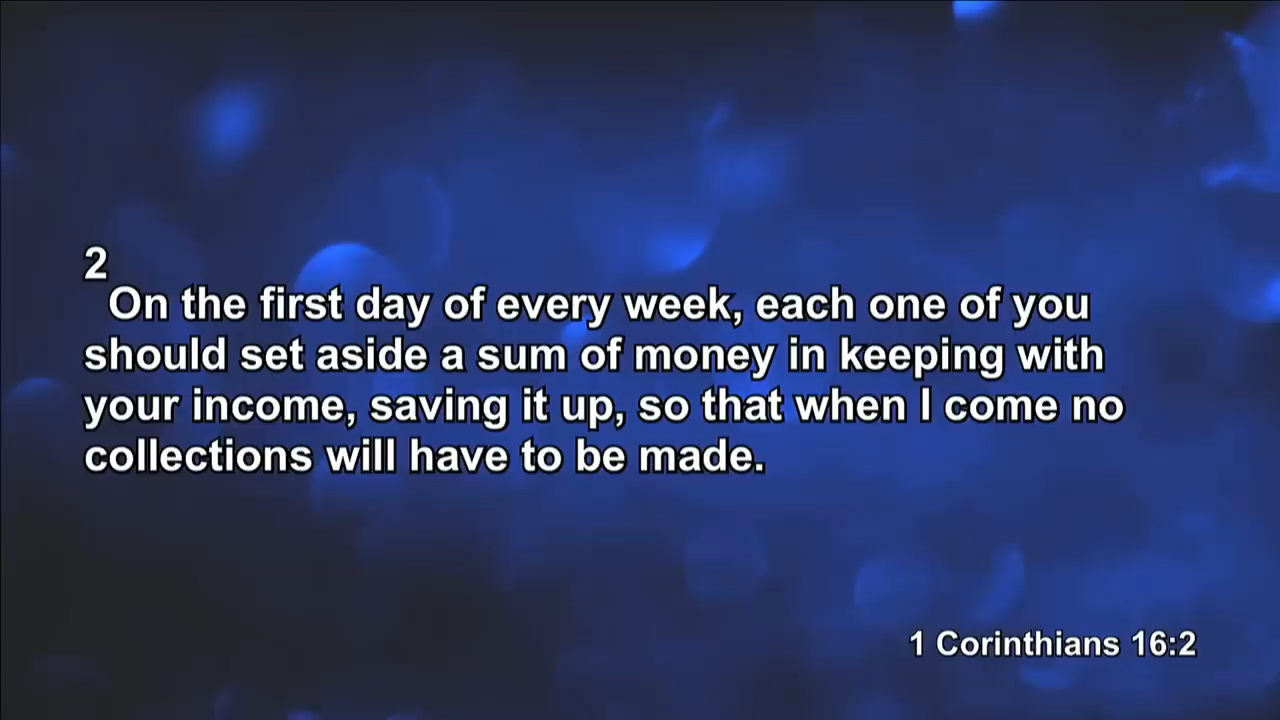 2
On the first day of every week, each one of you
should set aside a sum of money in keeping with
your income, saving it up, so that when I come no
collections will have to be made.
1 Corinthians 16:2